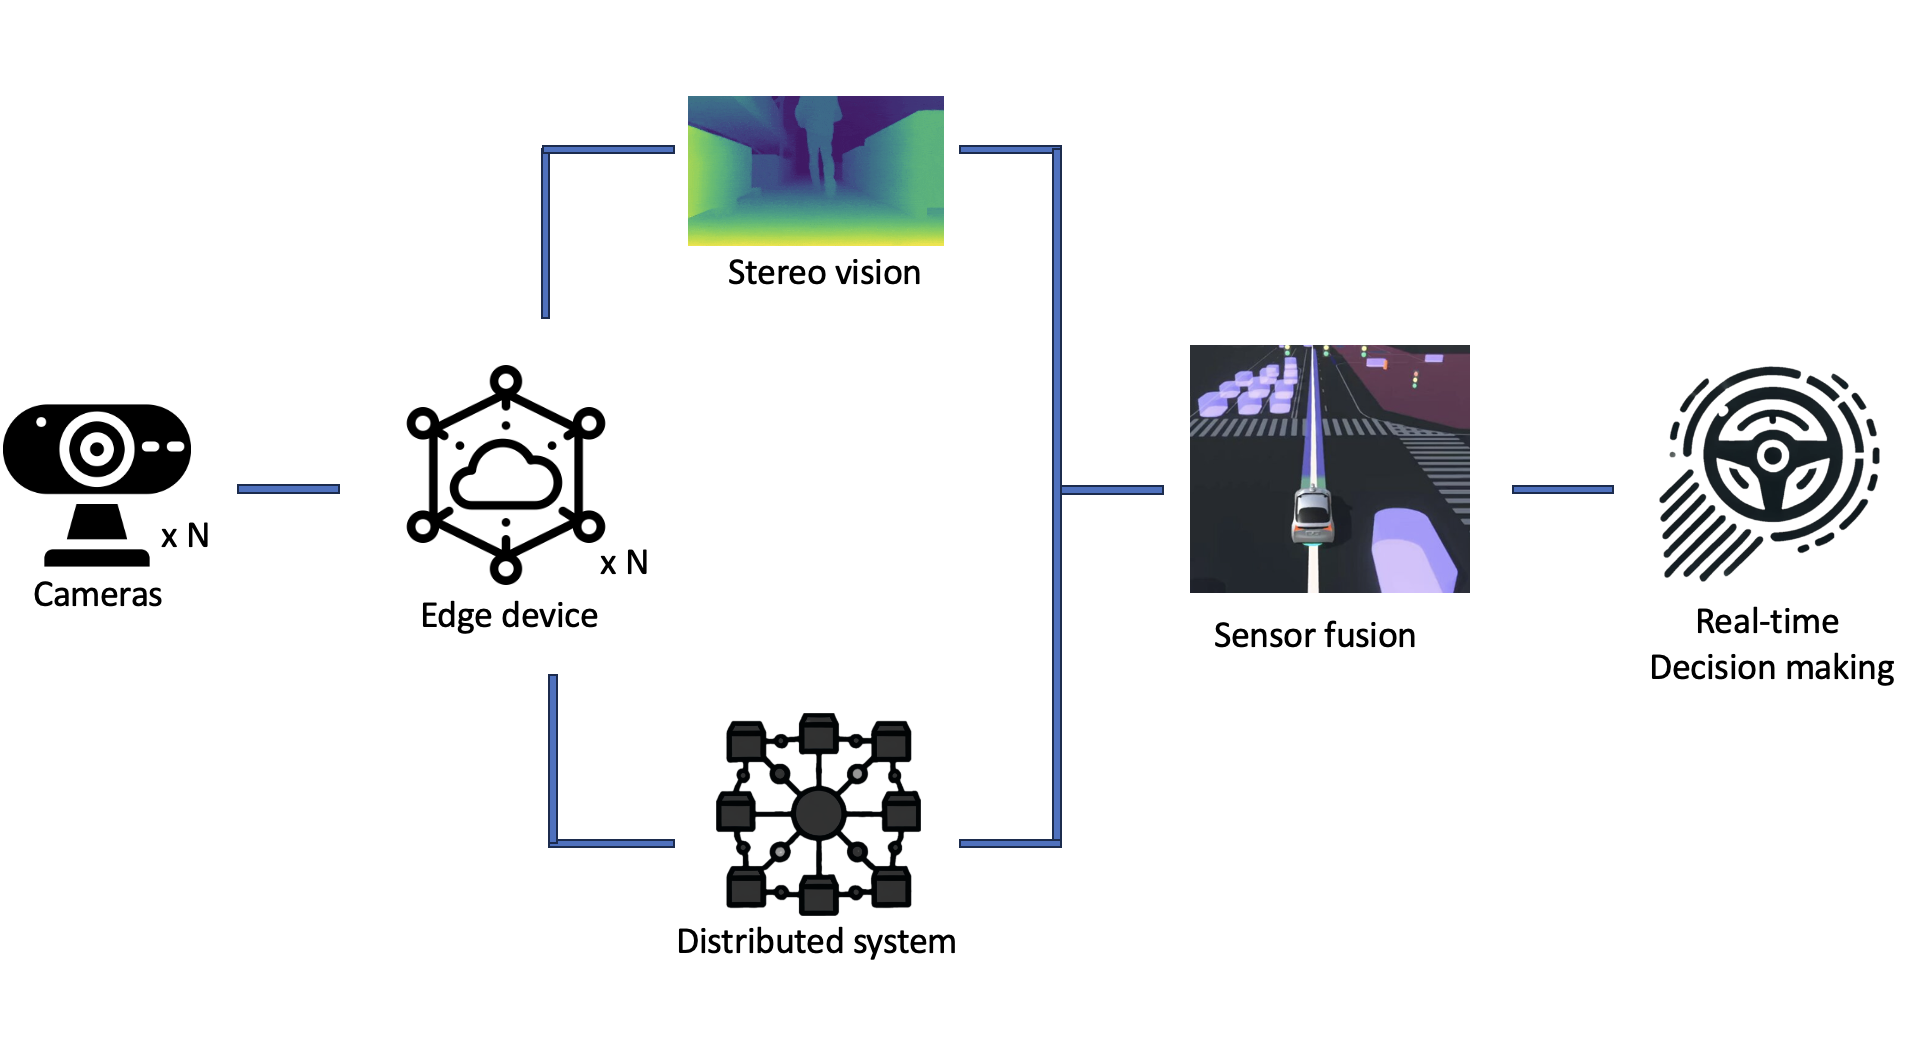 Stereo vision
x N
Cameras
x N
Edge device
Sensor fusion
Real-time
Decision making
Distributed system